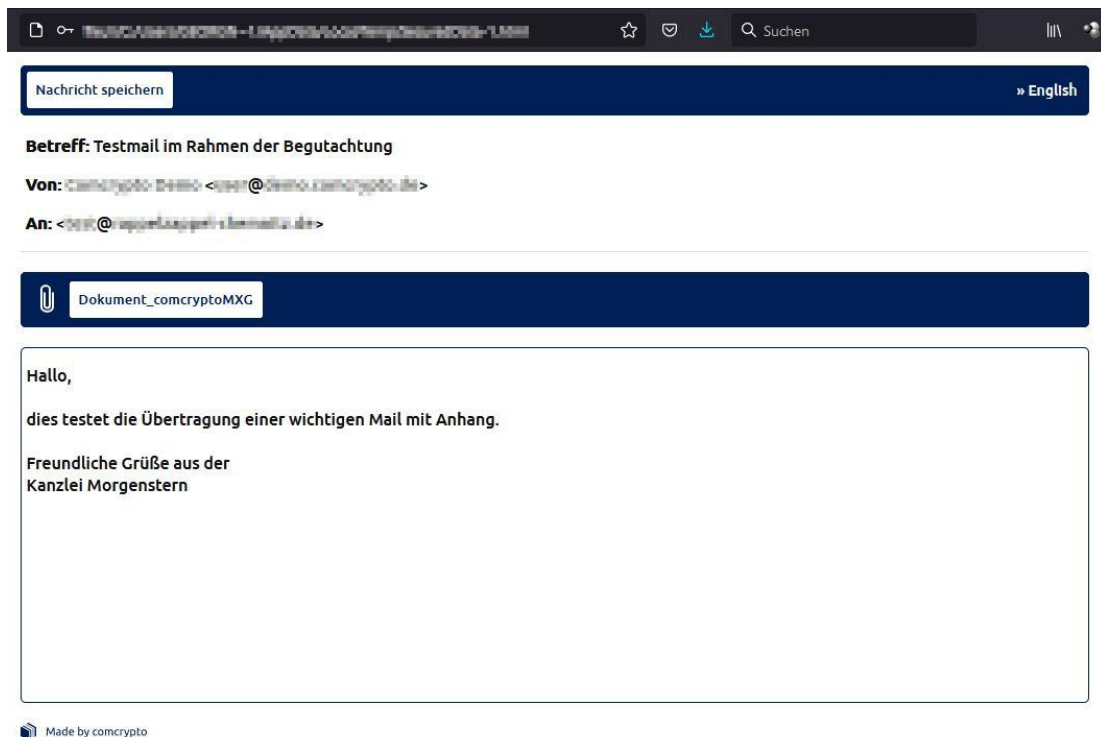 Suchen
Nachricht speichern
» English
Betreff: Testmail im Rahmen der Begutachtung
Von: < @ >
An: < @ >
Dokument_comcryptoMXG
Hallo,
dies testet die Übertragung einer wichtigen Mail mit Anhang.
Freundliche Grüße aus der
Kanzlei Morgenstern
Made by comcrypto